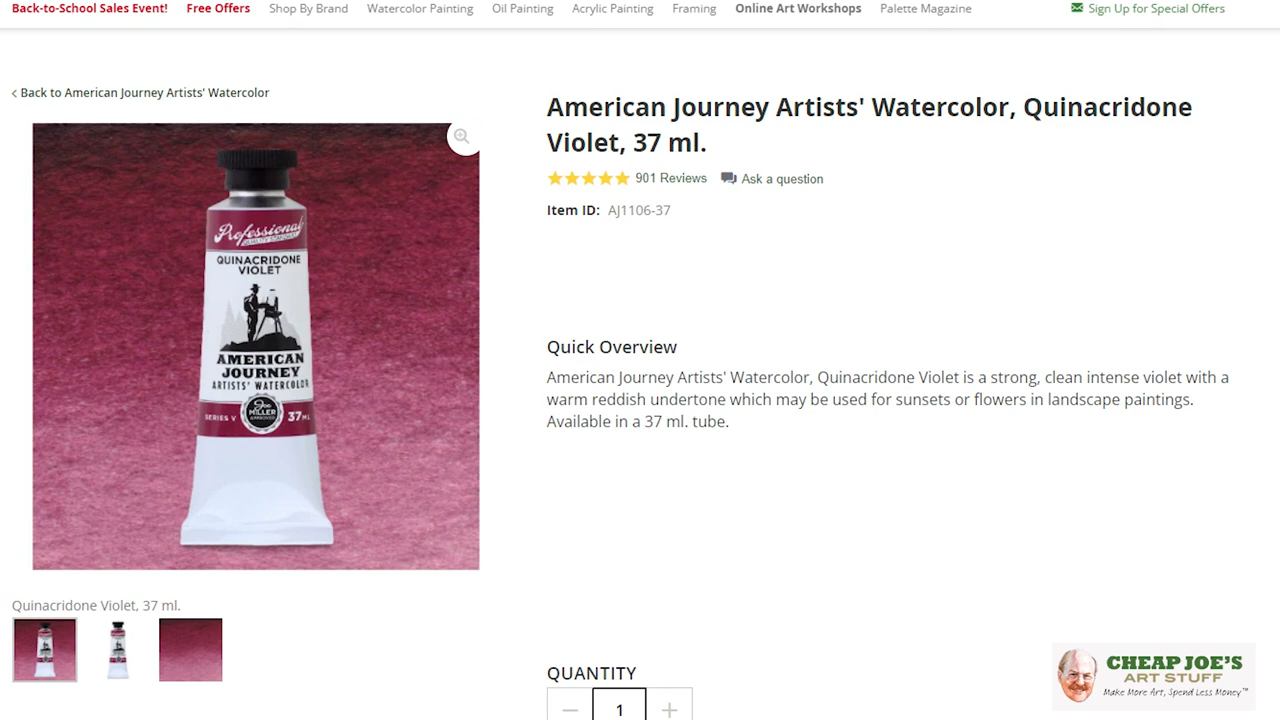 Back-to-School Sales Event! Free Offers Shop By Brand Watercolor Painting Oil Painting Acrylic Painting Framing Online Art Workshops Palette Magazine Sign Up for Special Offers
< Back to American Journey Artists' Watercolor
American Journey Artists' Watercolor, Quinacridone
Violet, 37 ml.
901 Reviews Ask a question
Item ID: AJ1106-37
Professional
QUINACRIDONE
VIOLET
AMERICAN
JOURNEY
ARTISTS' WATERCOLOR
SERIES V
Joe
MILLER
APPROVED
37ML
Quick Overview
American Journey Artists' Watercolor, Quinacridone Violet is a strong, clean intense violet with a
warm reddish undertone which may be used for sunsets or flowers in landscape paintings.
Available in a 37 ml. tube.
Quinacridone Violet, 37 ml.
QUANTITY
1
CHEAP JOE'S
ART STUFF
Make More Art, Spend Less Money™